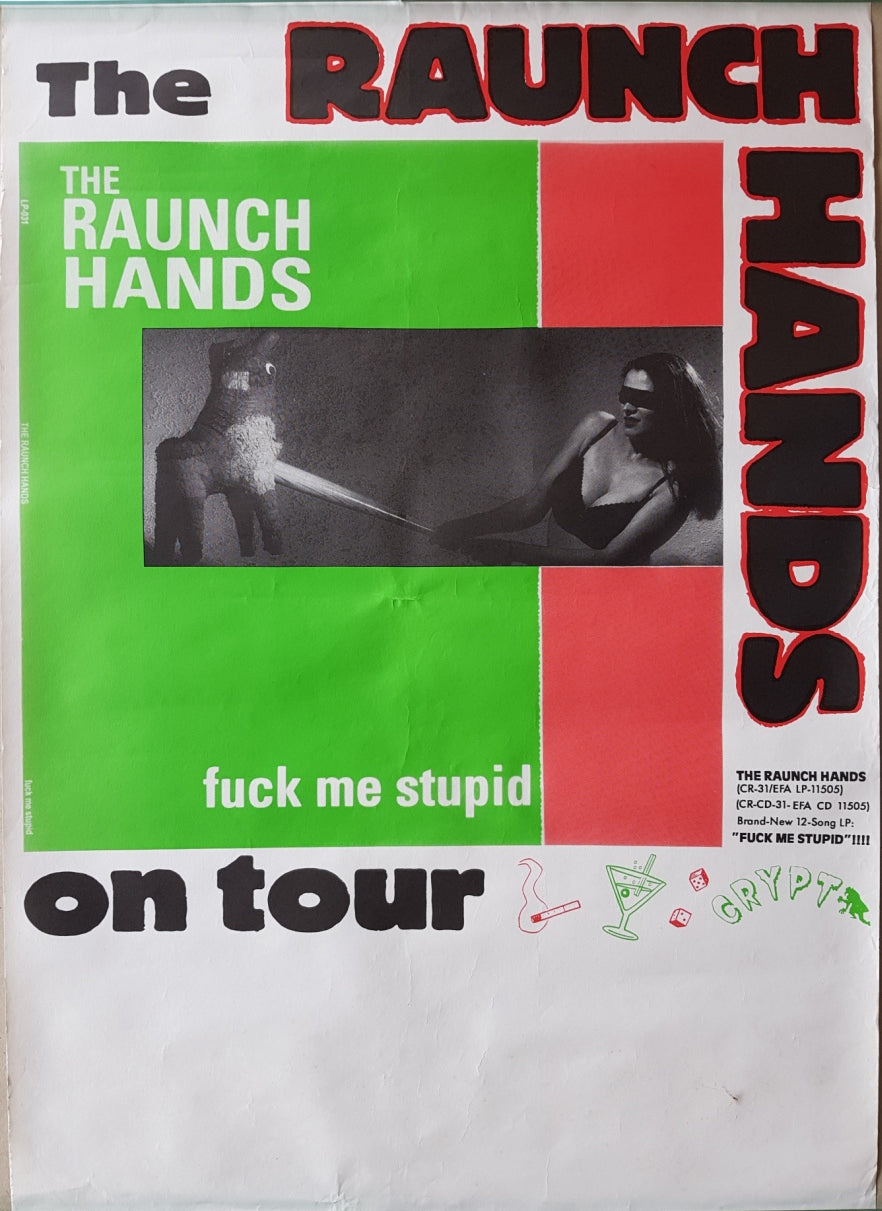 The RAUNCH
HANDS
THE
RAUNCH
HANDS
LP-031
THE RAUNCH HANDS
fuck me stupid
fuck me stupid
THE RAUNCH HANDS
(CR-31/EFA LP-11505)
(CR-CD-31-EFA CD 11505)
Brand-New 12-Song LP:
"FUCK ME STUPID"!!!!
on tour
CRYPT